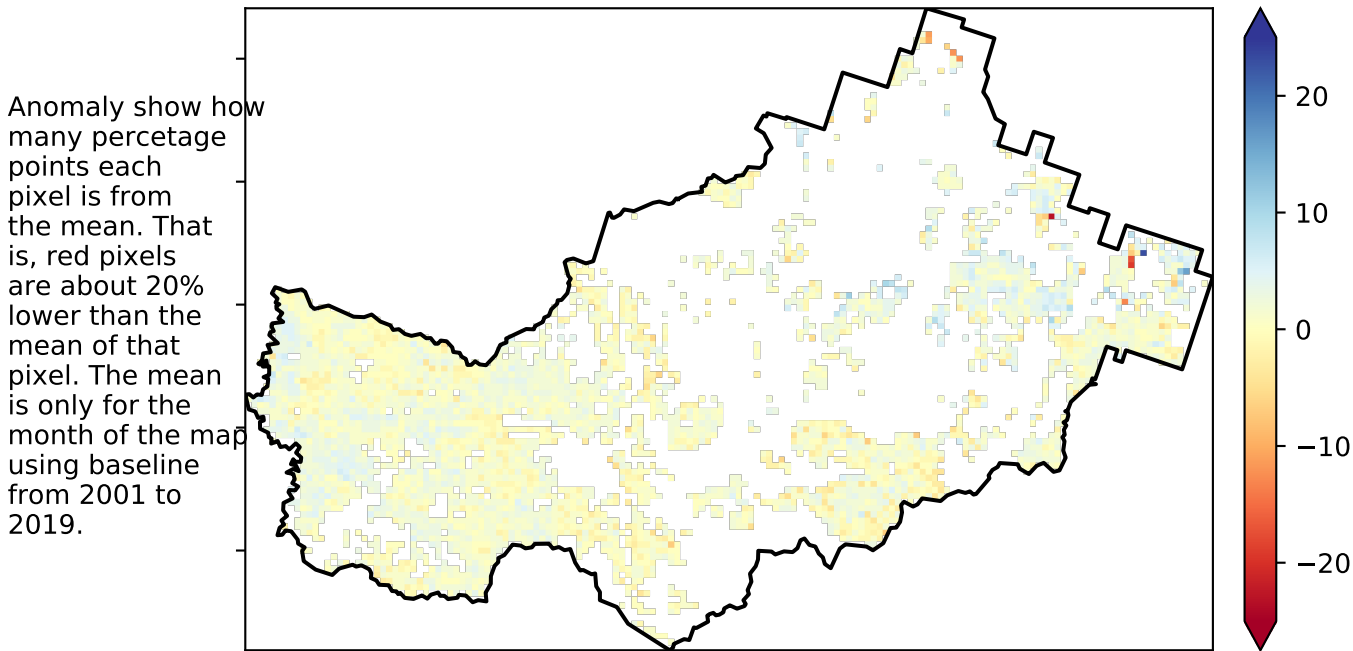 Anomaly show how
many percetage
points each
pixel is from
the mean. That
is, red pixels
are about 20%
lower than the
mean of that
pixel. The mean
is only for the
month of the map
using baseline
from 2001 to
2019.
20
10
0
−10
−20